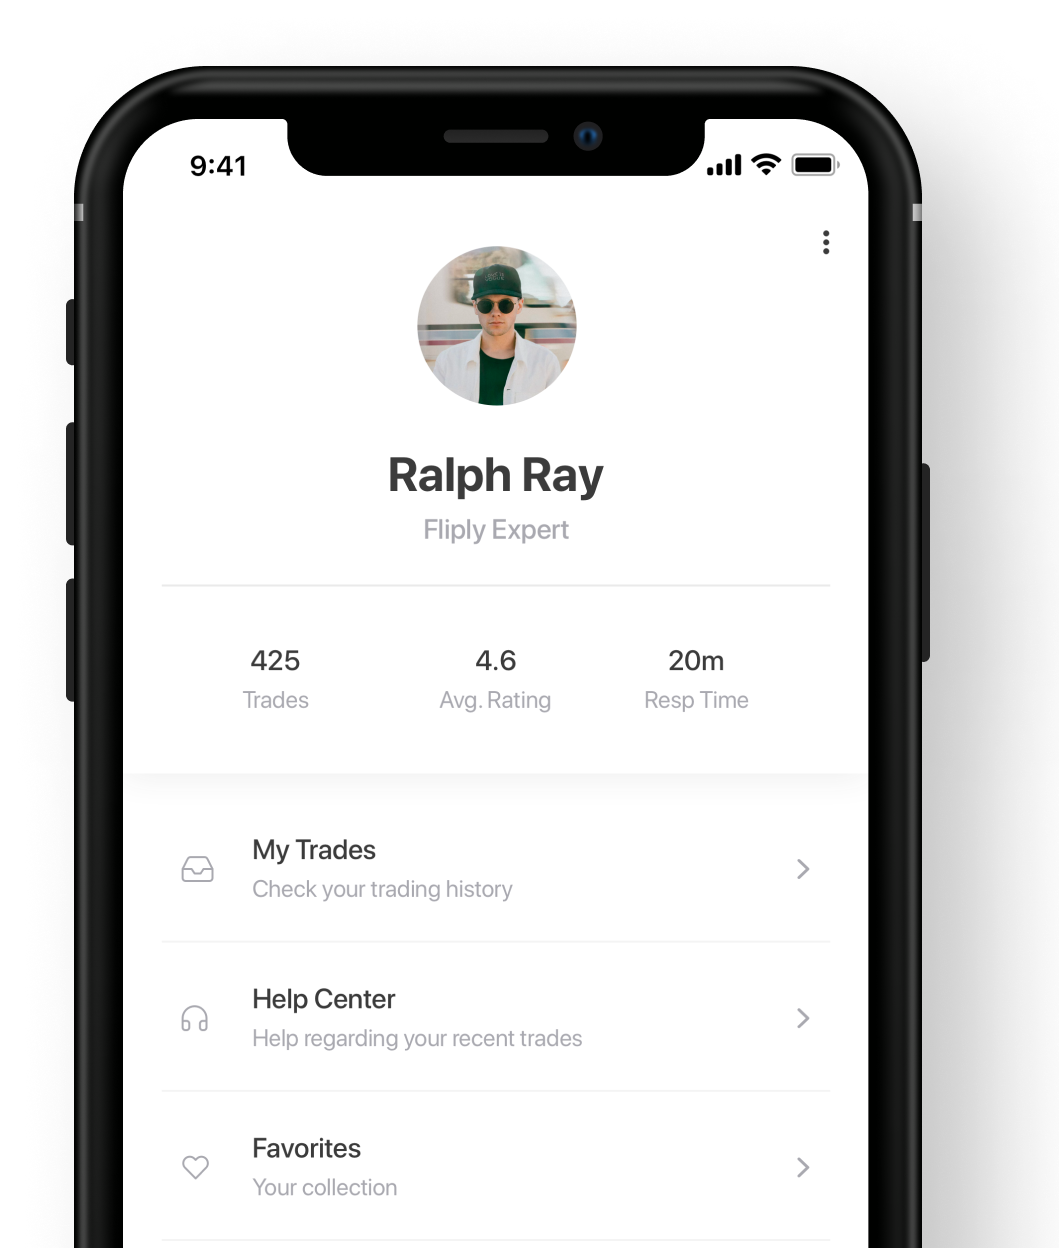 9:41
Ralph Ray
Fliply Expert
425 4.6 20m
Trades Avg. Rating Resp Time
My Trades
Check your trading history
Help Center
Help regarding your recent trades
Favorites
Your collection